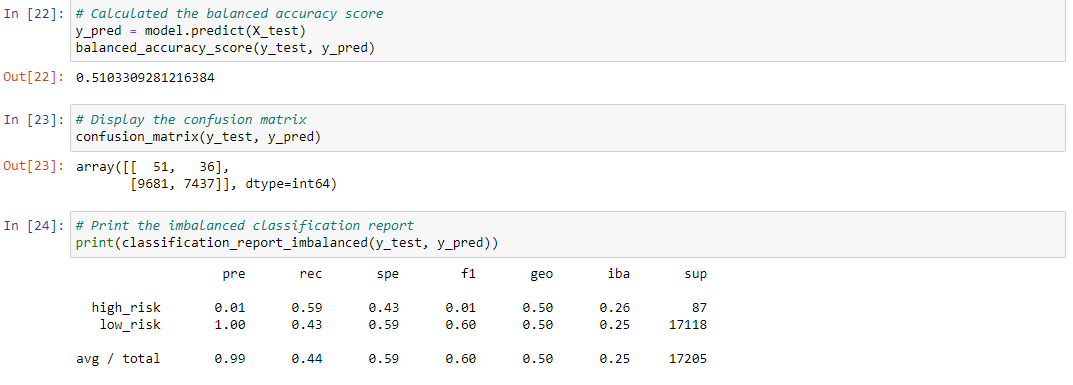 In [22]: # Calculated the balanced accuracy score
y_pred = model.predict(X_test)
balanced_accuracy_score(y_test, y_pred)
Out[22]: 0.5103309281216384
In [23]: # Display the confusion matrix
confusion_matrix(y_test, y_pred)
Out[23]: array([[  51,   36],
       [9681, 7437]], dtype=int64)
In [24]: # Print the imbalanced classification report
print(classification_report_imbalanced(y_test, y_pred))
pre rec spe f1 geo iba sup
high_risk 0.01 0.59 0.43 0.01 0.50 0.26 87
low_risk 1.00 0.43 0.59 0.60 0.50 0.25 17118
avg / total 0.99 0.44 0.59 0.60 0.50 0.25 17205